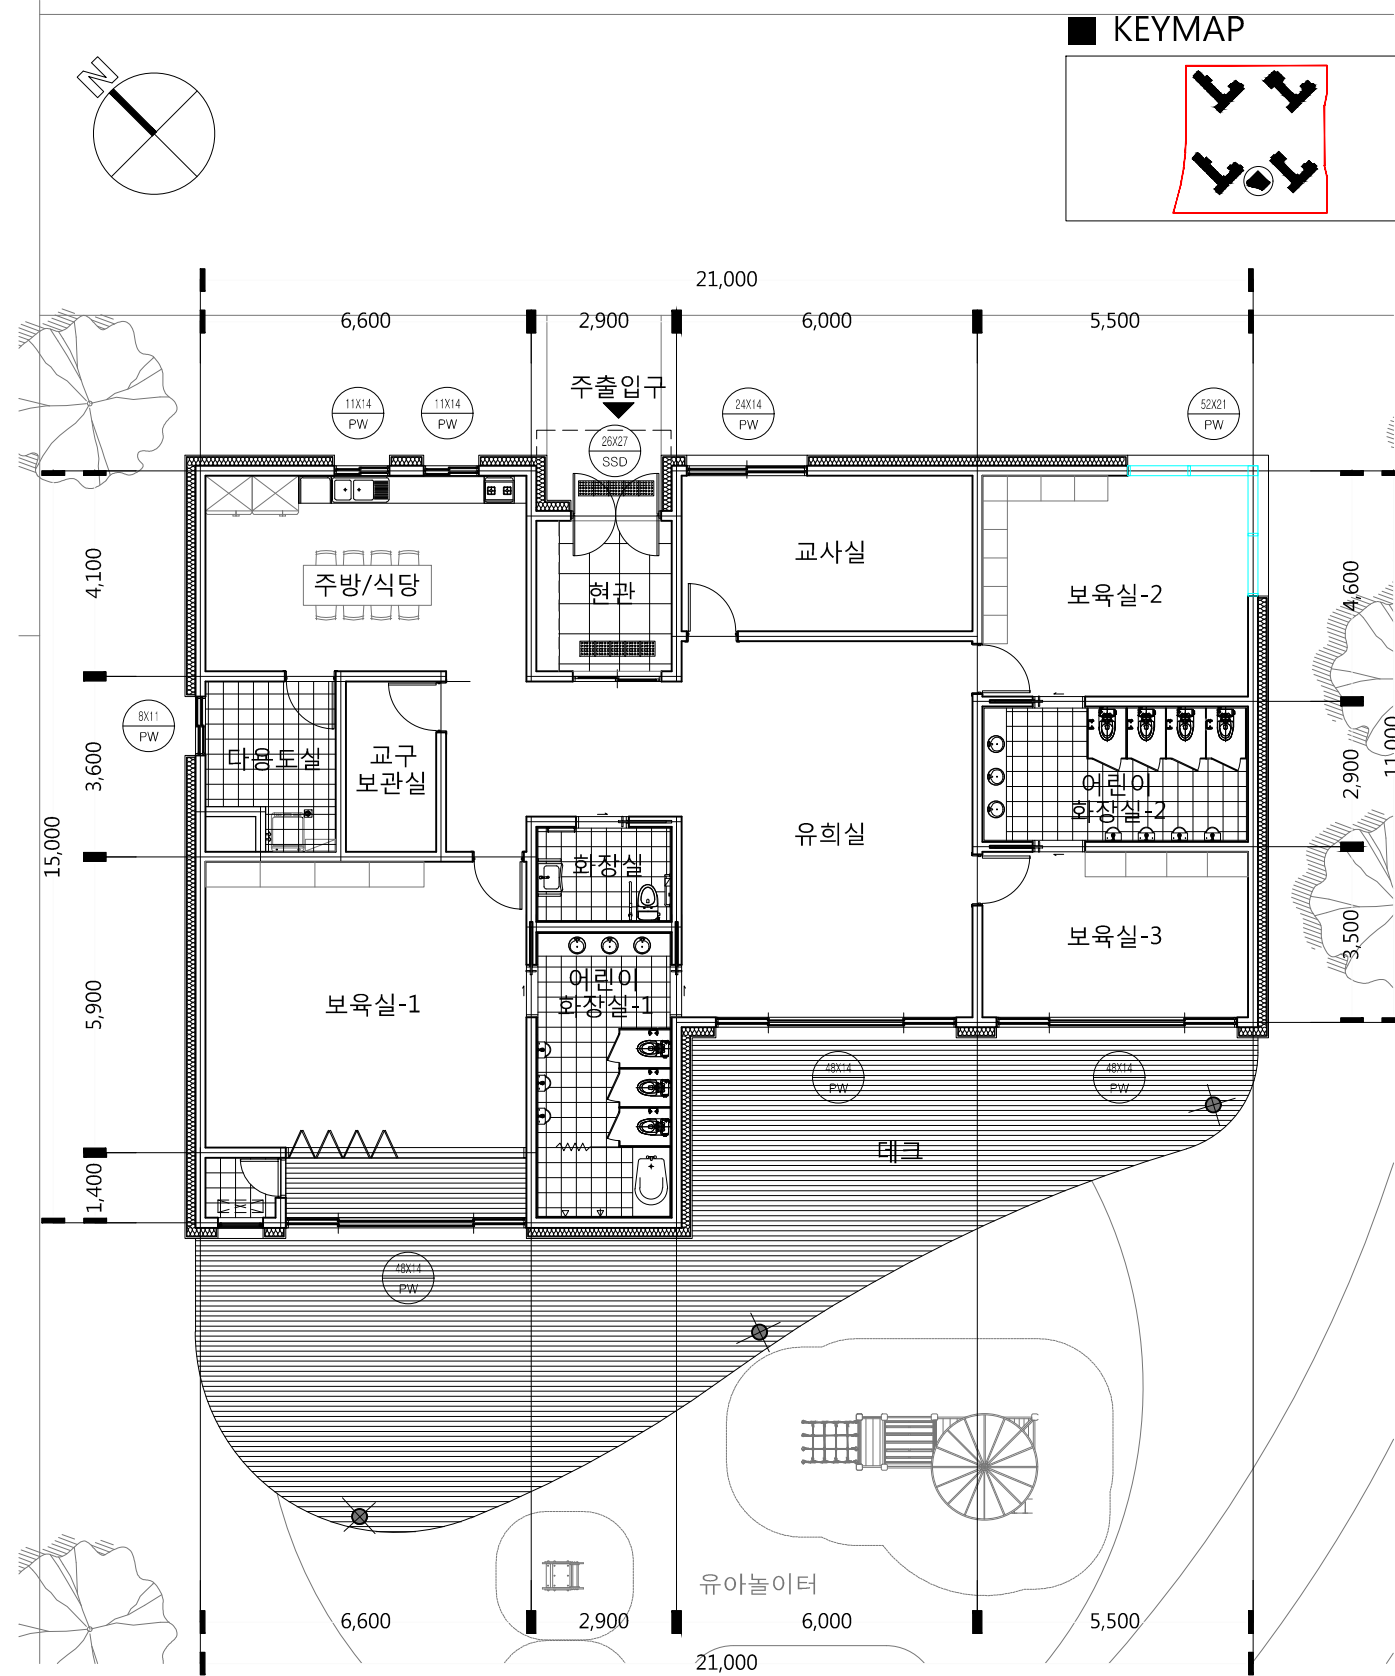 ■ KEYMAP
N
21,000
6,600 2,900 6,000 5,500
주출입구
11X14 PW
11X14 PW
26X27 SSD
24X14 PW
52X21 PW
4,100
4,600
교사실
주방/식당
현관
보육실-2
8X11 PW
3,600
다용도실
교구
보관실
2,900
11,000
어린이
화장실-2
15,000
유희실
화장실
3,500
보육실-3
5,900
보육실-1
어린이
화장실-1
48X14 PW
48X14 PW
데크
1,400
48X14 PW
유아놀이터
6,600 2,900 6,000 5,500
21,000